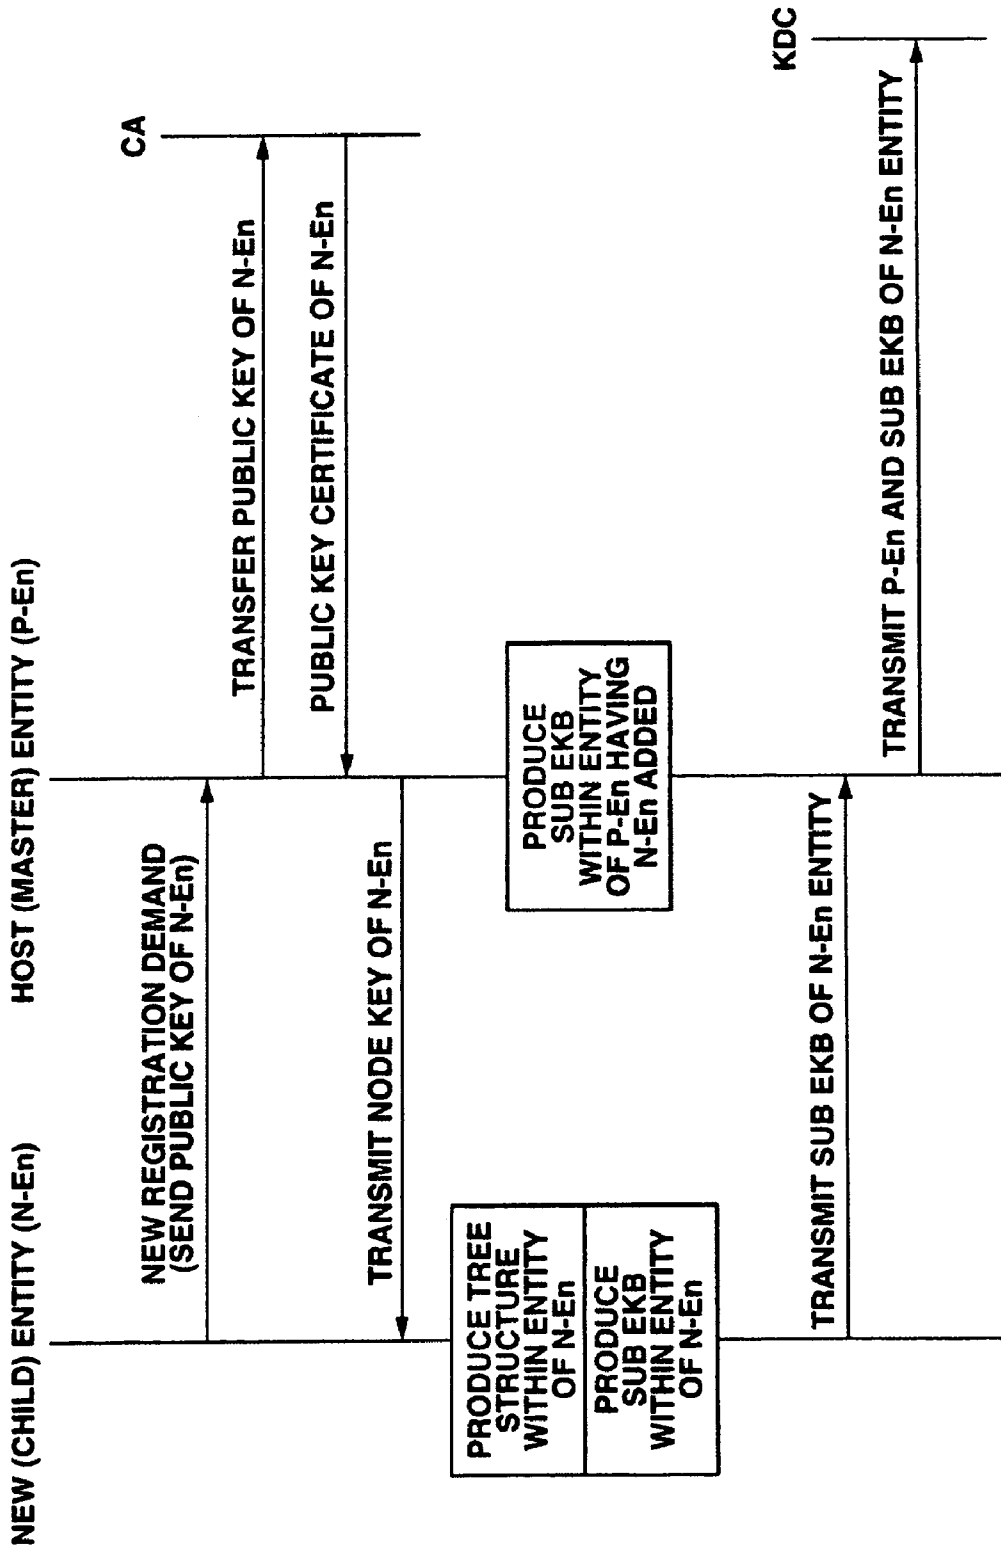 NEW (CHILD) ENTITY (N-En)
HOST (MASTER) ENTITY (P-En)
CA
KDC
NEW REGISTRATION DEMAND
(SEND PUBLIC KEY OF N-En)
TRANSFER PUBLIC KEY OF N-En
PUBLIC KEY CERTIFICATE OF N-En
TRANSMIT NODE KEY OF N-En
PRODUCE TREE
STRUCTURE
WITHIN ENTITY
OF N-En
PRODUCE
SUB EKB
WITHIN ENTITY
OF N-En
PRODUCE
SUB EKB
WITHIN ENTITY
OF P-En HAVING
N-En ADDED
TRANSMIT SUB EKB OF N-En ENTITY
TRANSMIT P-En AND SUB EKB OF N-En ENTITY